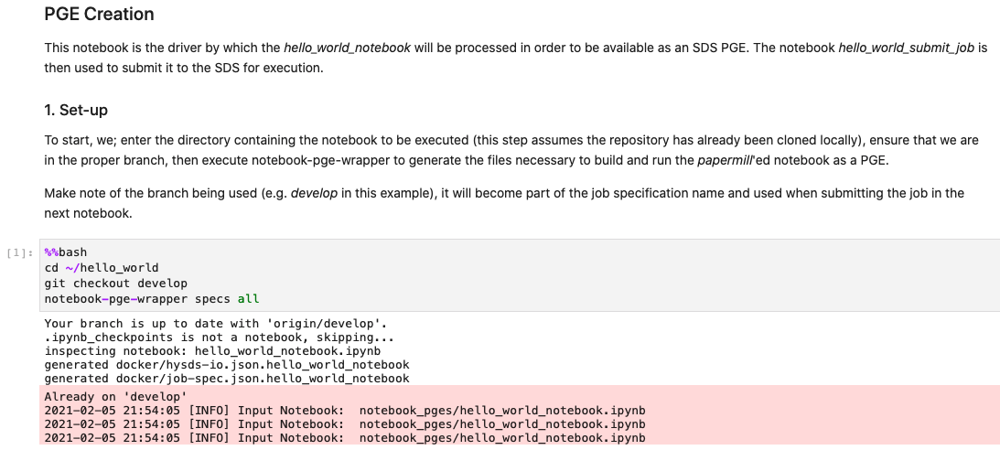 PGE Creation
This notebook is the driver by which the hello_world_notebook will be processed in order to be available as an SDS PGE. The notebook hello_world_submit_job is
then used to submit it to the SDS for execution.
1. Set-up
To start, we; enter the directory containing the notebook to be executed (this step assumes the repository has already been cloned locally), ensure that we are
in the proper branch, then execute notebook-pge-wrapper to generate the files necessary to build and run the papermill'ed notebook as a PGE.
Make note of the branch being used (e.g. develop in this example), it will become part of the job specification name and used when submitting the job in the
next notebook.
[1]: %%bash
cd ~/hello_world
git checkout develop
notebook-pge-wrapper specs all
Your branch is up to date with 'origin/develop'.
.ipynb_checkpoints is not a notebook, skipping...
inspecting notebook: hello_world_notebook.ipynb
generated docker/hysds-io.json.hello_world_notebook
generated docker/job-spec.json.hello_world_notebook
Already on 'develop'
2021-02-05 21:54:05 [INFO] Input Notebook:  notebook_pges/hello_world_notebook.ipynb
2021-02-05 21:54:05 [INFO] Input Notebook:  notebook_pges/hello_world_notebook.ipynb
2021-02-05 21:54:05 [INFO] Input Notebook:  notebook_pges/hello_world_notebook.ipynb